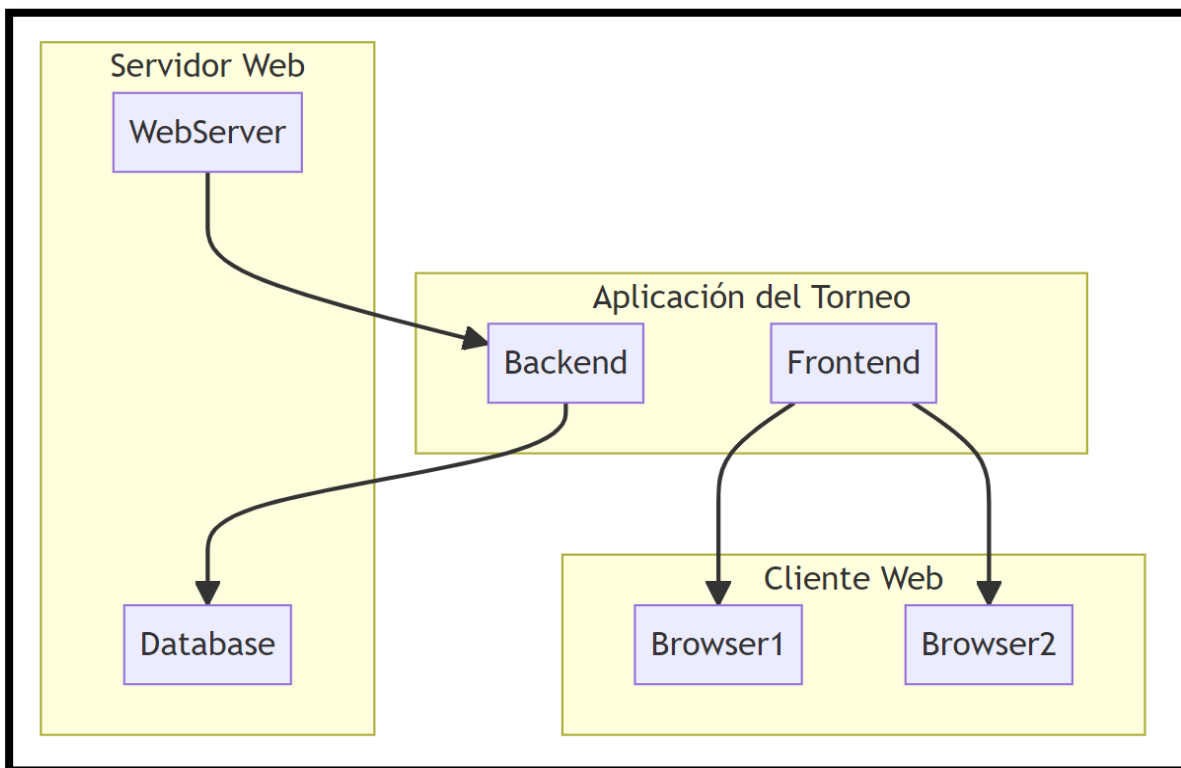 Servidor Web
WebServer
Aplicación del Torneo
Backend
Frontend
Cliente Web
Database
Browser1
Browser2